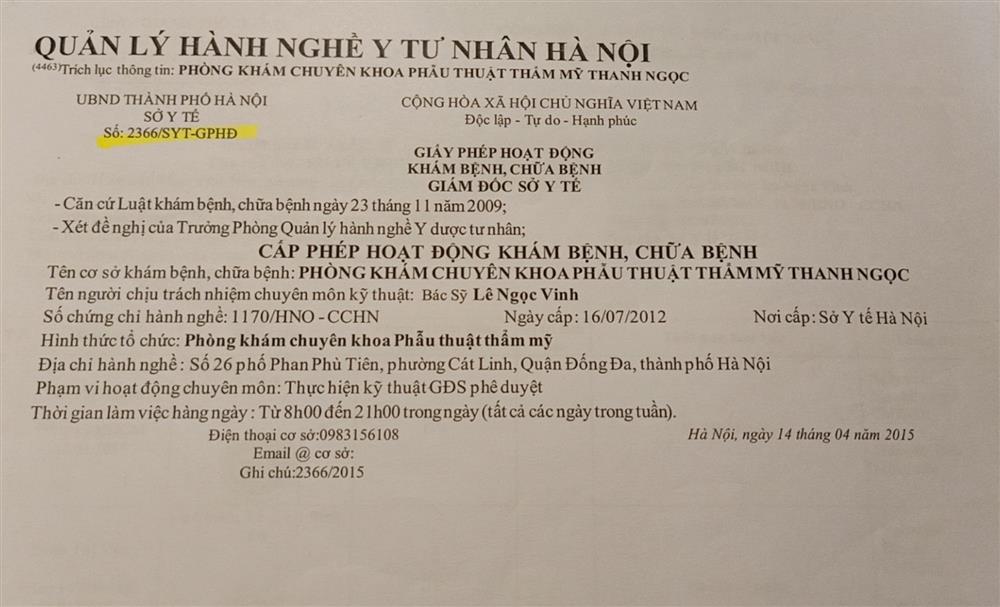 QUẢN LÝ HÀNH NGHỀ Y TƯ NHÂN HÀ NỘI
(4463)Trích lục thông tin: PHÒNG KHÁM CHUYÊN KHOA PHẪU THUẬT THẨM MỸ THANH NGỌC
UBND THÀNH PHỐ HÀ NỘI
SỞ Y TẾ
Số: 2366/SYT-GPHĐ
CỘNG HÒA XÃ HỘI CHỦ NGHĨA VIỆT NAM
Độc lập - Tự do - Hạnh phúc
GIẤY PHÉP HOẠT ĐỘNG
KHÁM BỆNH, CHỮA BỆNH
GIÁM ĐỐC SỞ Y TẾ
- Căn cứ Luật khám bệnh, chữa bệnh ngày 23 tháng 11 năm 2009;
- Xét đề nghị của Trưởng Phòng Quản lý hành nghề Y dược tư nhân;
CẤP PHÉP HOẠT ĐỘNG KHÁM BỆNH, CHỮA BỆNH
Tên cơ sở khám bệnh, chữa bệnh: PHÒNG KHÁM CHUYÊN KHOA PHẪU THUẬT THẨM MỸ THANH NGỌC
Tên người chịu trách nhiệm chuyên môn kỹ thuật: Bác Sỹ Lê Ngọc Vinh
Số chứng chỉ hành nghề: 1170/HNO - CCHN Ngày cấp: 16/07/2012 Nơi cấp: Sở Y tế Hà Nội
Hình thức tổ chức: Phòng khám chuyên khoa Phẫu thuật thẩm mỹ
Địa chỉ hành nghề : Số 26 phố Phan Phù Tiên, phường Cát Linh, Quận Đống Đa, thành phố Hà Nội
Phạm vi hoạt động chuyên môn: Thực hiện kỹ thuật GĐS phê duyệt
Thời gian làm việc hàng ngày : Từ 8h00 đến 21h00 trong ngày (tất cả các ngày trong tuần).
Điện thoại cơ sở:0983156108
Email @ cơ sở:
Ghi chú:2366/2015
Hà Nội, ngày 14 tháng 04 năm 2015